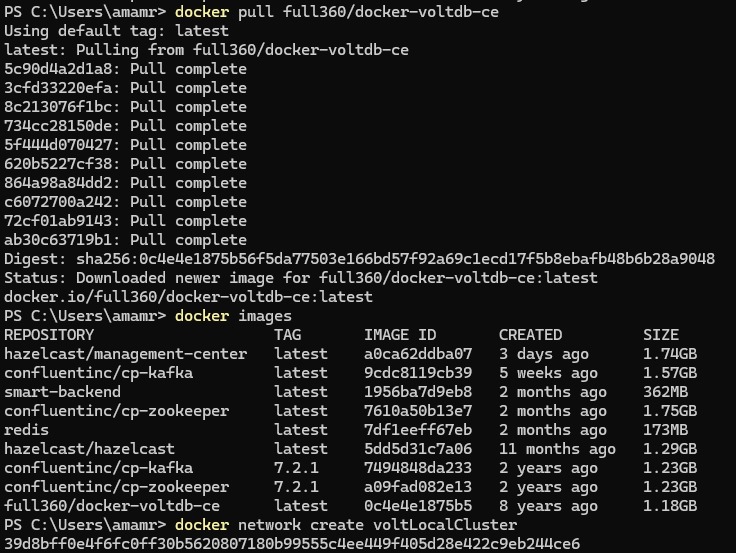 PS C:\Users\amamr> docker pull full360/docker-voltdb-ce
Using default tag: latest
latest: Pulling from full360/docker-voltdb-ce
5c90d4a2d1a8: Pull complete
3cfd33220efa: Pull complete
8c213076f1bc: Pull complete
734cc28150de: Pull complete
5f444d070427: Pull complete
620b5227cf38: Pull complete
864a98a84dd2: Pull complete
c6072700a242: Pull complete
72cf01ab9143: Pull complete
ab30c63719b1: Pull complete
Digest: sha256:0c4e4e1875b56f5da77503e166bd57f92a69c1ecd17f5b8ebafb48b6b28a9048
Status: Downloaded newer image for full360/docker-voltdb-ce:latest
docker.io/full360/docker-voltdb-ce:latest
PS C:\Users\amamr> docker images
REPOSITORY TAG IMAGE ID CREATED SIZE
hazelcast/management-center latest a0ca62ddba07 3 days ago 1.74GB
confluentinc/cp-kafka latest 9cdc8119cb39 5 weeks ago 1.57GB
smart-backend latest 1956ba7d9eb8 2 months ago 362MB
confluentinc/cp-zookeeper latest 7610a50b13e7 2 months ago 1.75GB
redis latest 7df1eeff67eb 2 months ago 173MB
hazelcast/hazelcast latest 5dd5d31c7a06 11 months ago 1.29GB
confluentinc/cp-kafka 7.2.1 7494848da233 2 years ago 1.23GB
confluentinc/cp-zookeeper 7.2.1 a09fad082e13 2 years ago 1.23GB
full360/docker-voltdb-ce latest 0c4e4e1875b5 8 years ago 1.18GB
PS C:\Users\amamr> docker network create voltLocalCluster
39d8bff0e4f6fc0ff30b5620807180b99555c4ee449f405d28e422c9eb244ce6